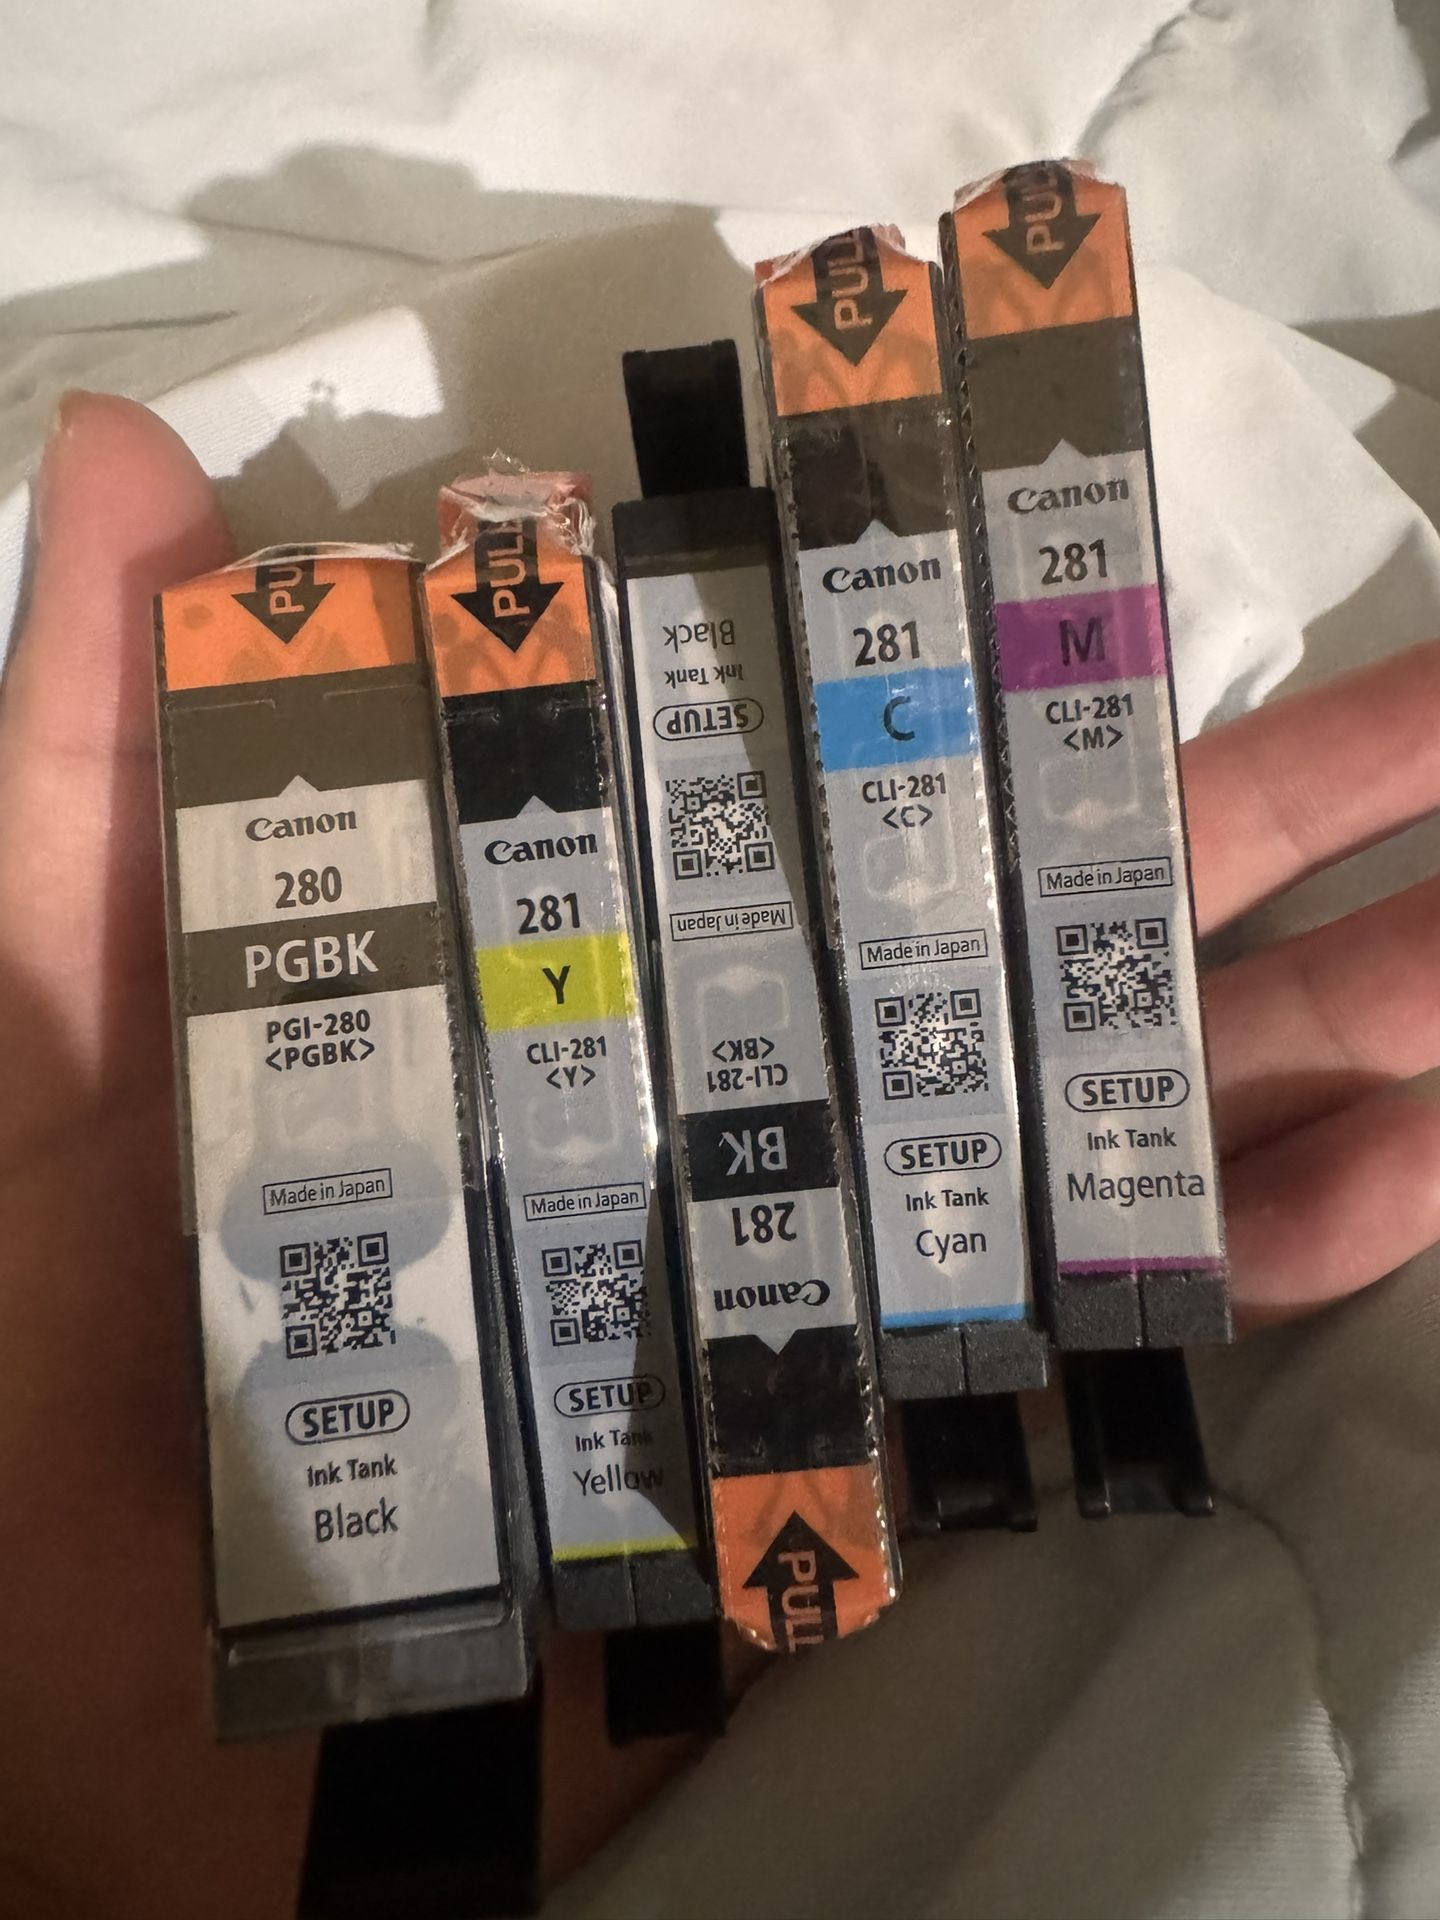 PU
Canon
280
PGBK
PGI-280
<PGBK>
Made in Japan
SETUP
Ink Tank
Black
PULL
Canon
281
Y
CLI-281
<Y>
Made in Japan
SETUP
Ink Tank
Yellow
PULL
Canon
281
BK
CLI-281
<BK>
Made in Japan
SETUP
Ink Tank
Black
PULL
Canon
281
C
CLI-281
<C>
Made in Japan
SETUP
Ink Tank
Cyan
PUL
Canon
281
M
CLI-281
<M>
Made in Japan
SETUP
Ink Tank
Magenta